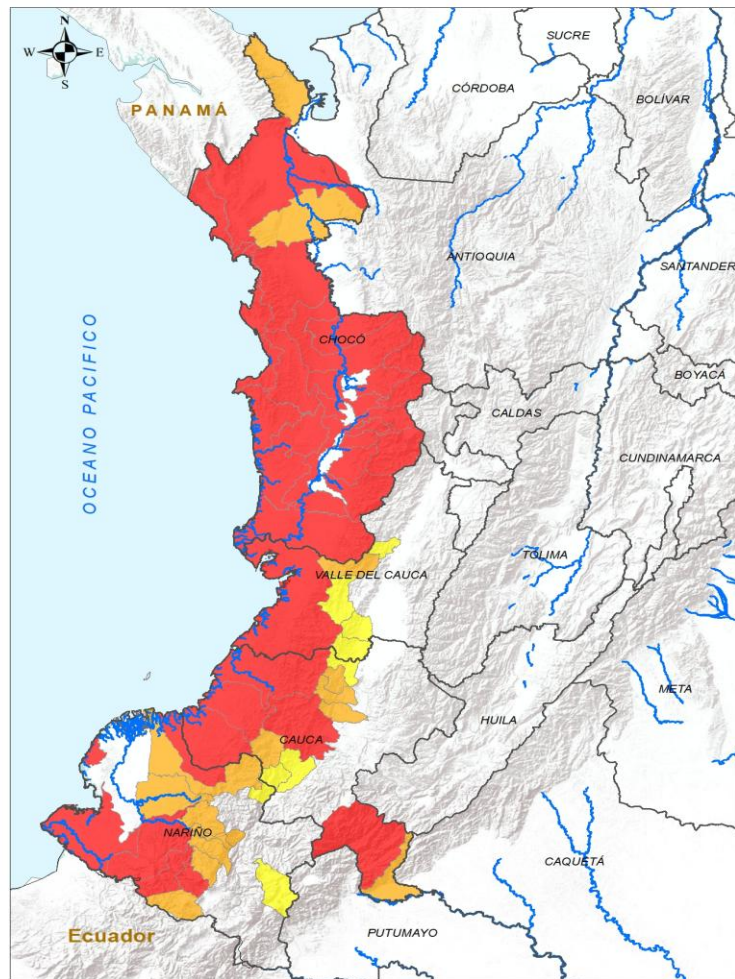 N
W E
S
SUCRE
CÓRDOBA
BOLÍVAR
PANAMÁ
ANTIOQUIA
SANTANDER
OCEANO PACIFICO
CHOCÓ
BOYACÁ
CALDAS
CUNDINAMARCA
TOLIMA
VALLE DEL CAUCA
META
HUILA
CAUCA
NARIÑO
CAQUETÁ
PUTUMAYO
Ecuador